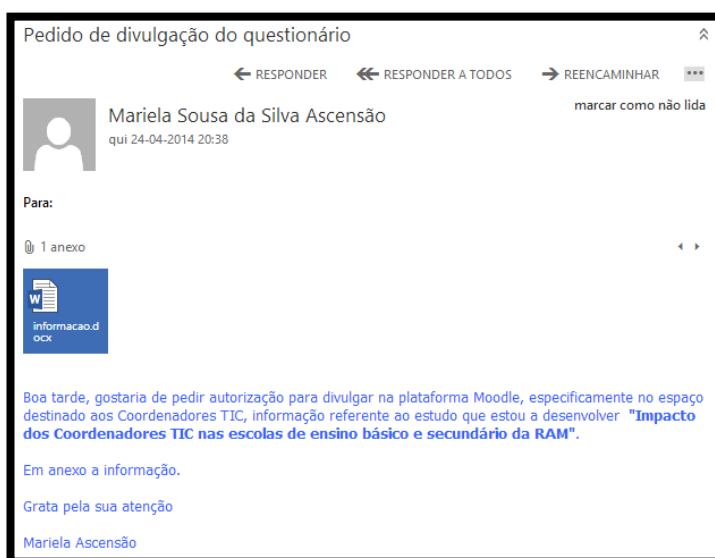 Pedido de divulgação do questionário
RESPONDER RESPONDER A TODOS REENCAMINHAR
marcar como não lida
Mariela Sousa da Silva Ascensão
qui 24-04-2014 20:38
Para:
1 anexo
informacao.d
ocx
Boa tarde, gostaria de pedir autorização para divulgar na plataforma Moodle, especificamente no espaço
destinado aos Coordenadores TIC, informação referente ao estudo que estou a desenvolver "Impacto
dos Coordenadores TIC nas escolas de ensino básico e secundário da RAM".
Em anexo a informação.
Grata pela sua atenção
Mariela Ascensão